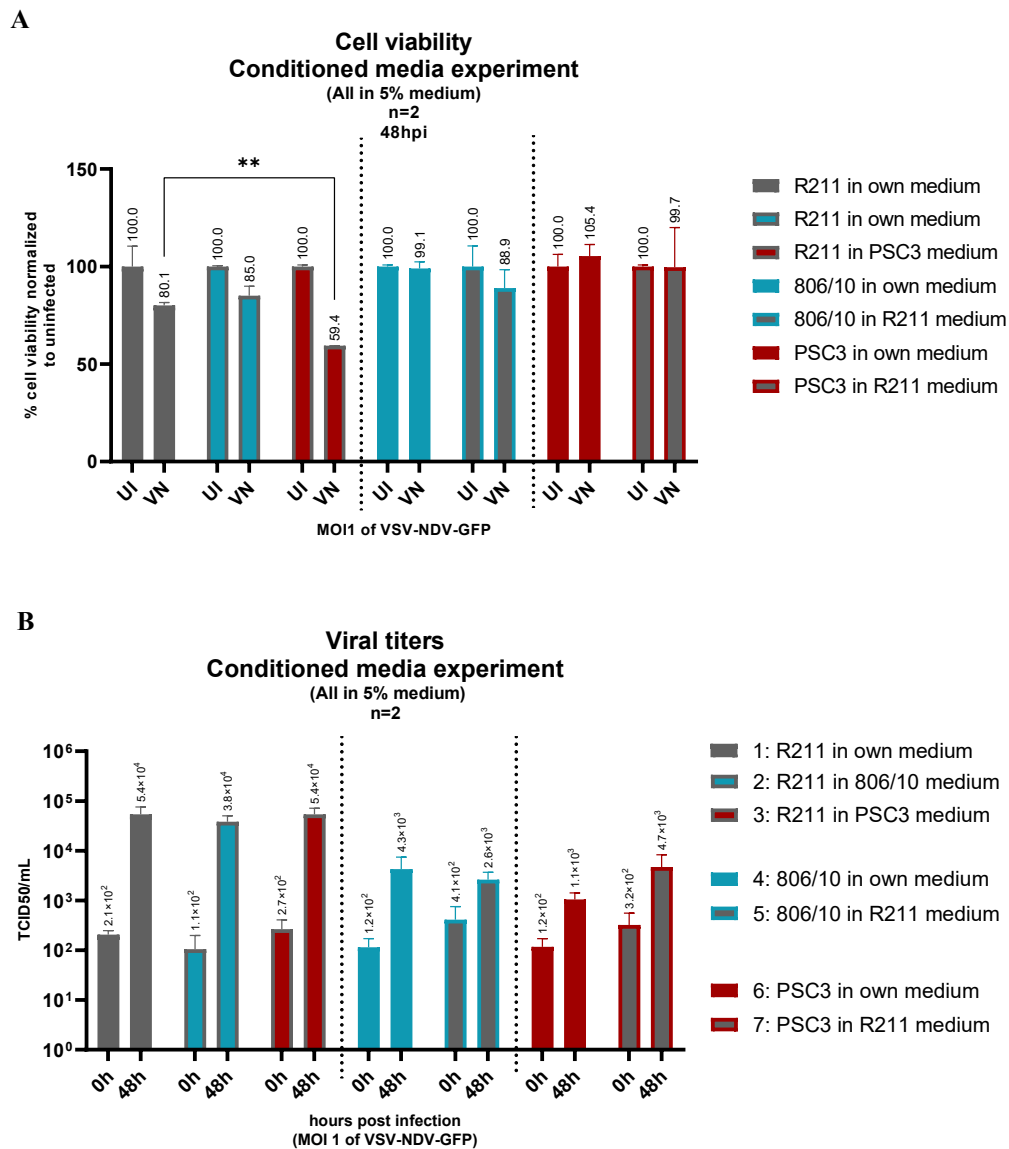 A
Cell viability
Conditioned media experiment
(All in 5% medium)
n=2
48hpi
% cell viability normalized
to uninfected
150
100
50
0
**
100.0
80.1
100.0
85.0
100.0
59.4
100.0
99.1
100.0
88.9
100.0
105.4
100.0
99.7
UI
VN
UI
VN
UI
VN
UI
VN
UI
VN
UI
VN
UI
VN
MOI1 of VSV-NDV-GFP
R211 in own medium
R211 in own medium
R211 in PSC3 medium
806/10 in own medium
806/10 in R211 medium
PSC3 in own medium
PSC3 in R211 medium
B
Viral titers
Conditioned media experiment
(All in 5% medium)
n=2
TCID50/mL
10⁶
10⁵
10⁴
10³
10²
10¹
10⁰
2.1×10²
5.4×10⁴
1.1×10²
3.8×10⁴
2.7×10²
5.4×10⁴
1.2×10²
4.3×10³
4.1×10²
2.6×10³
1.2×10²
1.1×10³
3.2×10²
4.7×10³
0h
48h
0h
48h
0h
48h
0h
48h
0h
48h
0h
48h
0h
48h
hours post infection
(MOI 1 of VSV-NDV-GFP)
1: R211 in own medium
2: R211 in 806/10 medium
3: R211 in PSC3 medium
4: 806/10 in own medium
5: 806/10 in R211 medium
6: PSC3 in own medium
7: PSC3 in R211 medium